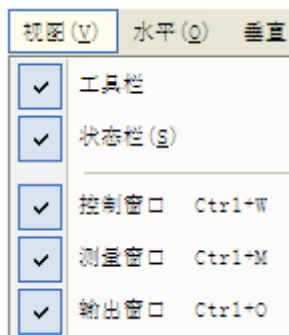 视图(V) 水平(O) 垂直
工具栏
状态栏(S)
控制窗口 Ctrl+W
测量窗口 Ctrl+M
输出窗口 Ctrl+O